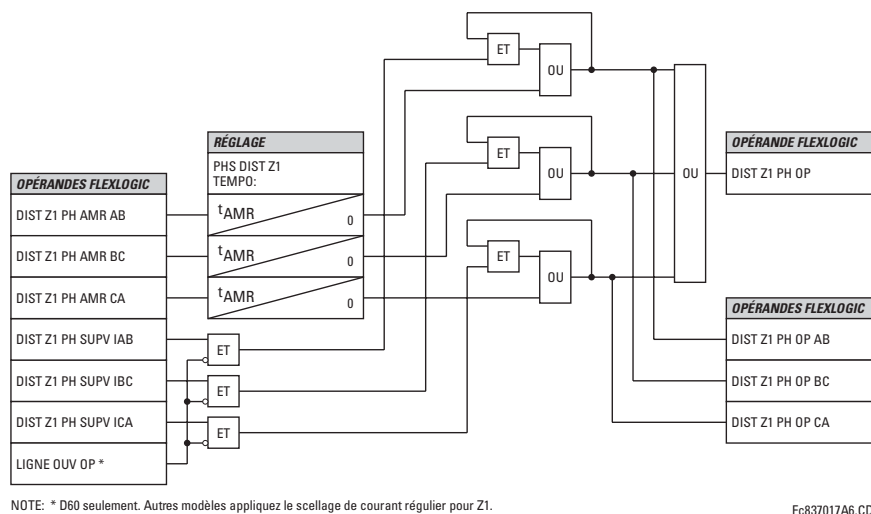 ET
OU
ET
OU
ET
OU
OU
OPÉRANDE FLEXLOGIC
DIST Z1 PH OP
RÉGLAGE
PHS DIST Z1
TEMPO:
tAMR
0
tAMR
0
tAMR
0
OPÉRANDES FLEXLOGIC
DIST Z1 PH AMR AB
DIST Z1 PH AMR BC
DIST Z1 PH AMR CA
DIST Z1 PH SUPV IAB
DIST Z1 PH SUPV IBC
DIST Z1 PH SUPV ICA
LIGNE OUV OP *
ET
ET
ET
OPÉRANDES FLEXLOGIC
DIST Z1 PH OP AB
DIST Z1 PH OP BC
DIST Z1 PH OP CA
NOTE: * D60 seulement. Autres modèles appliquez le scellage de courant régulier pour Z1.
Fc837017A6.CD